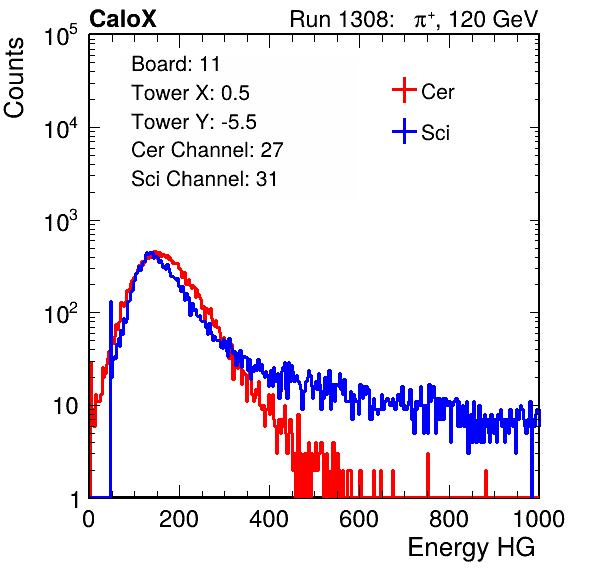 CaloX Run 1308: π⁺, 120 GeV
Counts
10⁵
10⁴
10³
10²
10
1
Board: 11
Tower X: 0.5
Tower Y: -5.5
Cer Channel: 27
Sci Channel: 31
Cer
Sci
0 200 400 600 800 1000
Energy HG